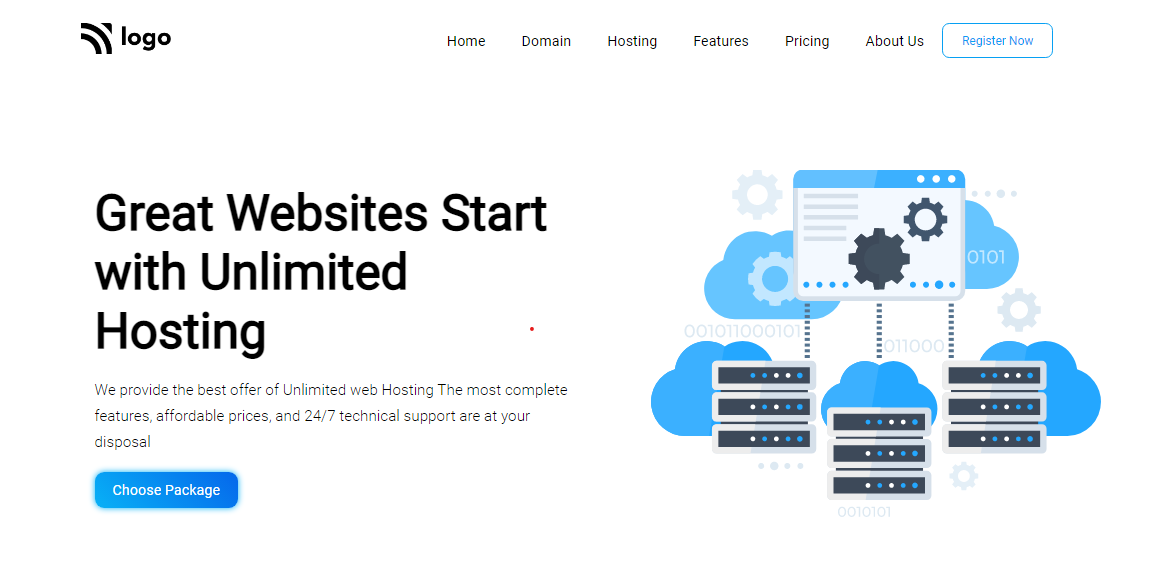 logo
Home Domain Hosting Features Pricing About Us Register Now
Great Websites Start
with Unlimited
Hosting
We provide the best offer of Unlimited web Hosting The most complete
features, affordable prices, and 24/7 technical support are at your
disposal
Choose Package
0101
001011000101
011000
0010101